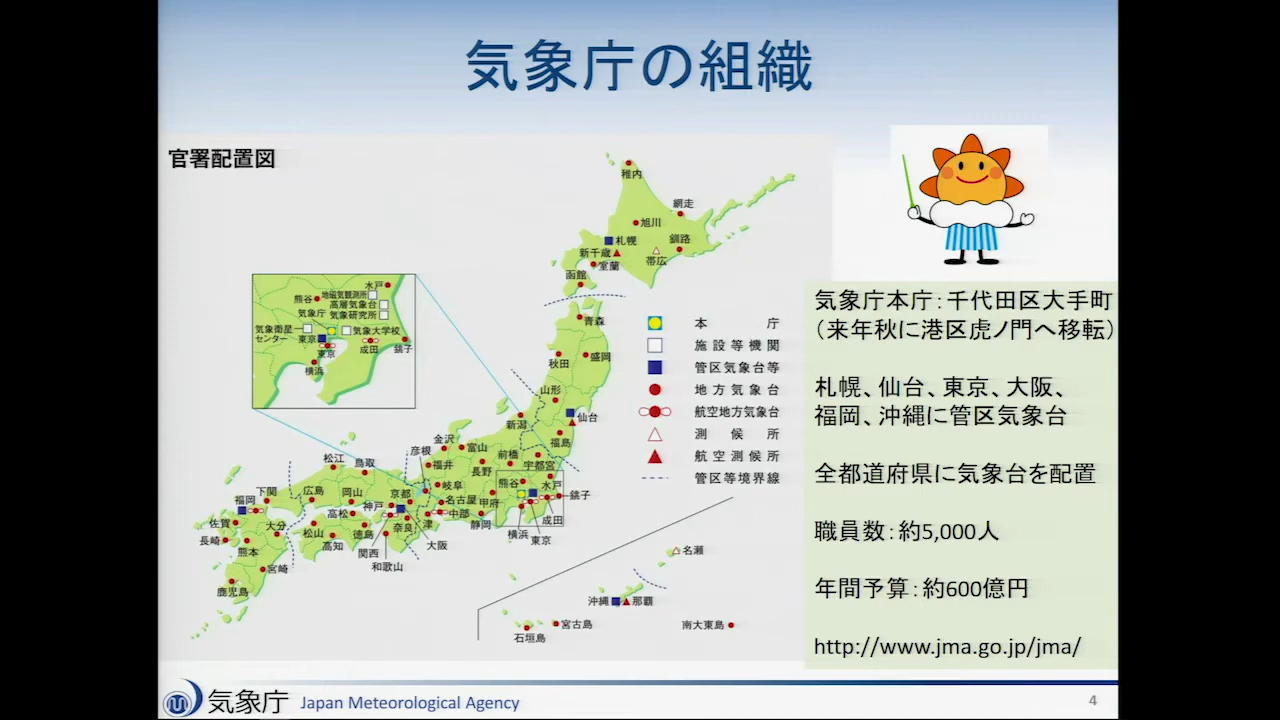 気象庁の組織
官署配置図
稚内
網走
旭川
札幌
釧路
新千歳
帯広
室蘭
函館
水戸
熊谷
地磁気観測所
高層気象台
気象庁
気象研究所
気象衛星
センター
気象大学校
東京
東京
成田
銚子
横浜
青森
秋田
盛岡
山形
仙台
新潟
福島
本庁
施設等機関
管区気象台等
地方気象台
航空地方気象台
測候所
航空測候所
管区等境界線
金沢
富山
彦根
前橋
福井
長野
宇都宮
松江
鳥取
熊谷
水戸
銚子
下関
広島
岡山
京都
岐阜
名古屋
甲府
福岡
神戸
中部
佐賀
高松
静岡
成田
大分
松山
徳島
奈良
津
横浜
東京
長崎
熊本
高知
関西
大阪
和歌山
宮崎
鹿児島
名瀬
沖縄
那覇
宮古島
石垣島
南大東島
気象庁本庁：千代田区大手町
（来年秋に港区虎ノ門へ移転）
札幌、仙台、東京、大阪、
福岡、沖縄に管区気象台
全都道府県に気象台を配置
職員数：約5,000人
年間予算：約600億円
http://www.jma.go.jp/jma/
気象庁 Japan Meteorological Agency
4